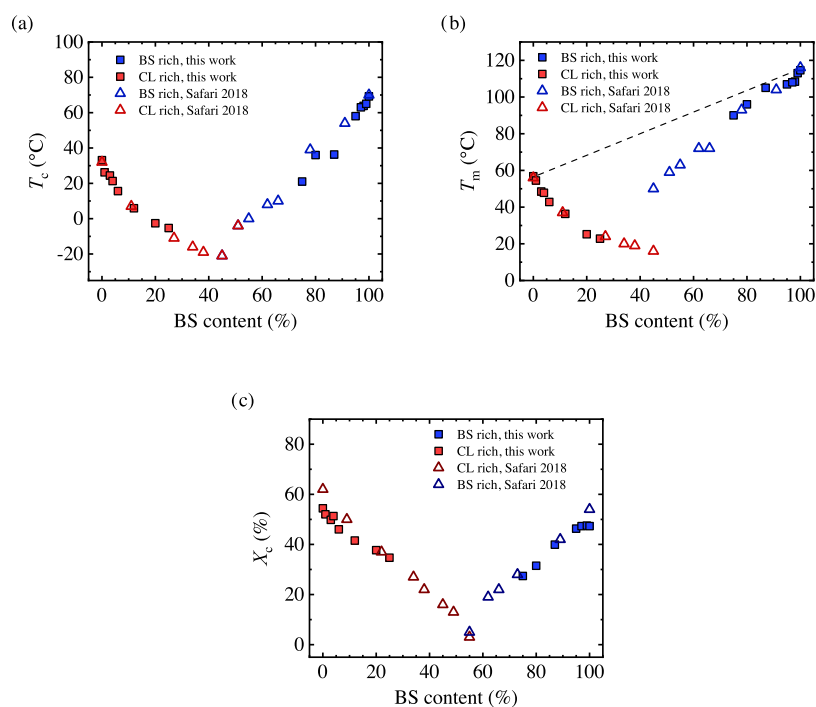 (a)
100
80
60
40
20
0
-20
T_c (°C)
BS rich, this work
CL rich, this work
BS rich, Safari 2018
CL rich, Safari 2018
0 20 40 60 80 100
BS content (%)
(b)
120
100
80
60
40
20
0
T_m (°C)
BS rich, this work
CL rich, this work
BS rich, Safari 2018
CL rich, Safari 2018
0 20 40 60 80 100
BS content (%)
(c)
80
60
40
20
0
X_c (%)
BS rich, this work
CL rich, this work
CL rich, Safari 2018
BS rich, Safari 2018
0 20 40 60 80 100
BS content (%)